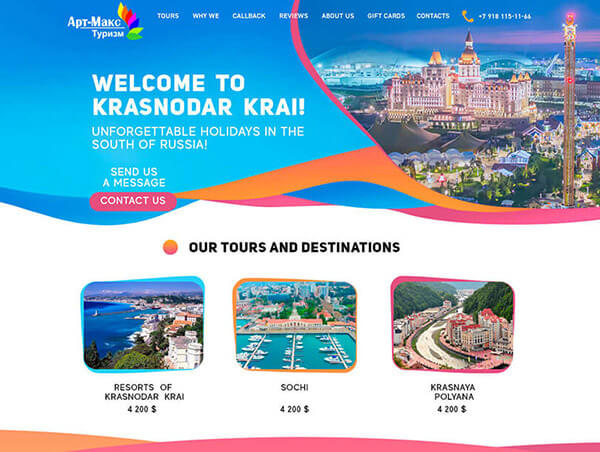 Арт-Макс
Туризм
TOURS WHY WE CALLBACK REVIEWS ABOUT US GIFT CARDS CONTACTS +7 918 115-11-66
WELCOME TO
KRASNODAR KRAI!
UNFORGETTABLE HOLIDAYS IN THE
SOUTH OF RUSSIA!
SEND US
A MESSAGE
CONTACT US
OUR TOURS AND DESTINATIONS
RESORTS OF
KRASNODAR KRAI
4 200 $
SOCHI
4 200 $
KRASNAYA
POLYANA
4 200 $